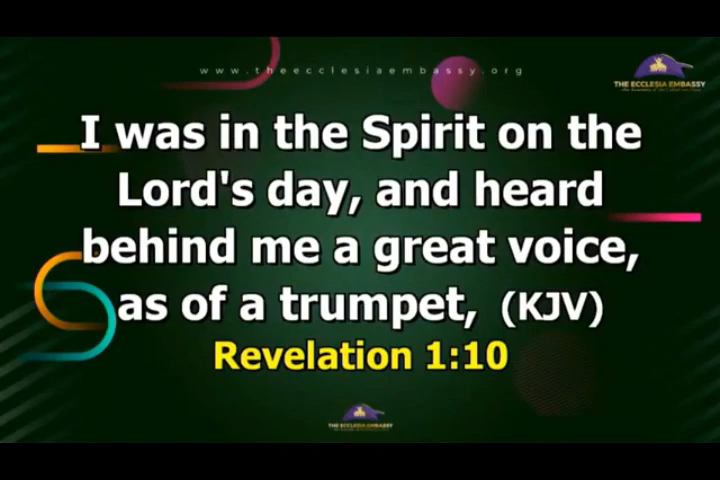 www.theecclesiaembassy.org
THE ECCLESIA EMBASSY
I was in the Spirit on the
Lord's day, and heard
behind me a great voice,
as of a trumpet, (KJV)
Revelation 1:10
THE ECCLESIA EMBASSY